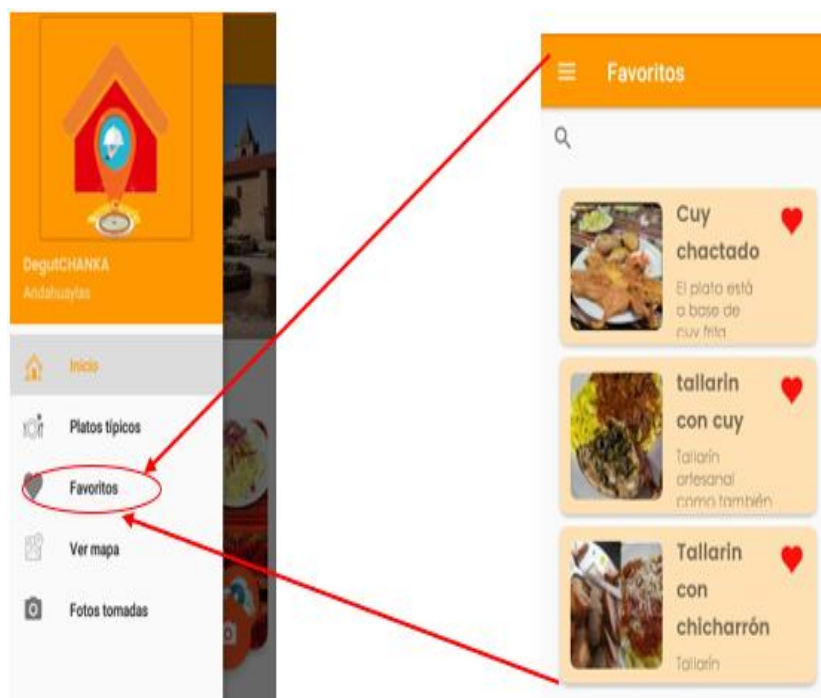 DegutCHANKA
Andahuaylas
Inicio
Platos típicos
Favoritos
Ver mapa
Fotos tomadas
Favoritos
Cuy
chactado
El plato está
a base de
cuy frita
tallarin
con cuy
Tallarín
artesanal
como también
Tallarin
con
chicharrón
Tallarín